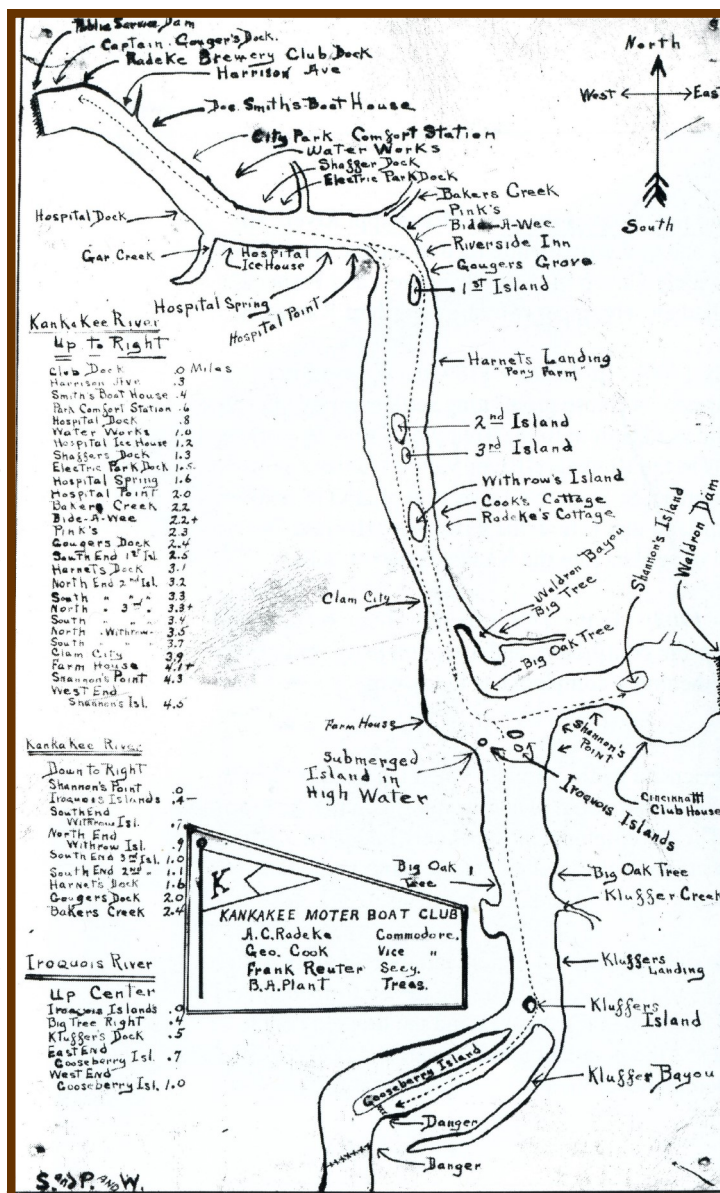 Public Service Dam
Captain Gouger's Dock
Radeke Brewery Club Dock
Harrison Ave
Doc Smith's Boat House
City Park Comfort Station
Water Works
Shaffer Dock
Electric Park Dock
North
West East
South
Bakers Creek
Pink's
Bide-A-Wee
Riverside Inn
Gougers Grove
1st Island
Hospital Dock
Gar Creek
Hospital
Ice House
Hospital Spring
Hospital Point
Harnets Landing
"Pony Farm"
2nd Island
3rd Island
Withrow's Island
Cook's Cottage
Radeke's Cottage
Waldron Bayou
Big Tree
Big Oak Tree
Shannon's Island
Waldron Dam
Clam City
Farm House
Submerged
Island in
High Water
Shannon's
Point
Iroquois Islands
Cincinatti
Club House
Big Oak
Tree
Big Oak Tree
Kluffer Creek
Kluffers
Landing
Kluffers
Island
Kluffer Bayou
Gooseberry Island
Danger
Danger
Kankakee River
Up to Right
Club Dock .0 Miles
Harrison Ave .3
Smith's Boat House .4
Park Comfort Station .6
Hospital Dock .8
Water Works 1.0
Hospital Ice House 1.2
Shaffers Dock 1.3
Electric Park Dock 1.5
Hospital Spring 1.6
Hospital Point 2.0
Bakers Creek 2.2
Bide-A-Wee 2.2+
Pink's 2.3
Gougers Dock 2.4
South End 1st Isl. 2.5
Harnets Dock 3.1
North End 2nd Isl. 3.2
South " " " 3.3
North " 3rd " 3.3+
South " " " 3.4
North . Withrow. 3.5
South " " 3.7
Clam City 3.9
Farm House 4.1+
Shannon's Point 4.3
West End
Shannon's Isl. 4.5
Kankakee River
Down to Right
Shannon's Point .0
Iroquois Islands .4-
South End
Withrow Isl. .7
North End
Withrow Isl. .9
South End 3rd Isl. 1.0
South End 2nd " 1.1
Harnet's Dock 1.6
Gougers Dock 2.0
Bakers Creek 2.4
Iroquois River
Up Center
Iroquois Islands .0
Big Tree Right .4
Kluffer's Dock .5
East End
Gooseberry Isl. .7
West End
Gooseberry Isl. 1.0
K
KANKAKEE MOTER BOAT CLUB
A.C. Radeke Commodore.
Geo. Cook Vice "
Frank Reuter Secy.
B.A. Plant Treas.
S. AND P. AND W.